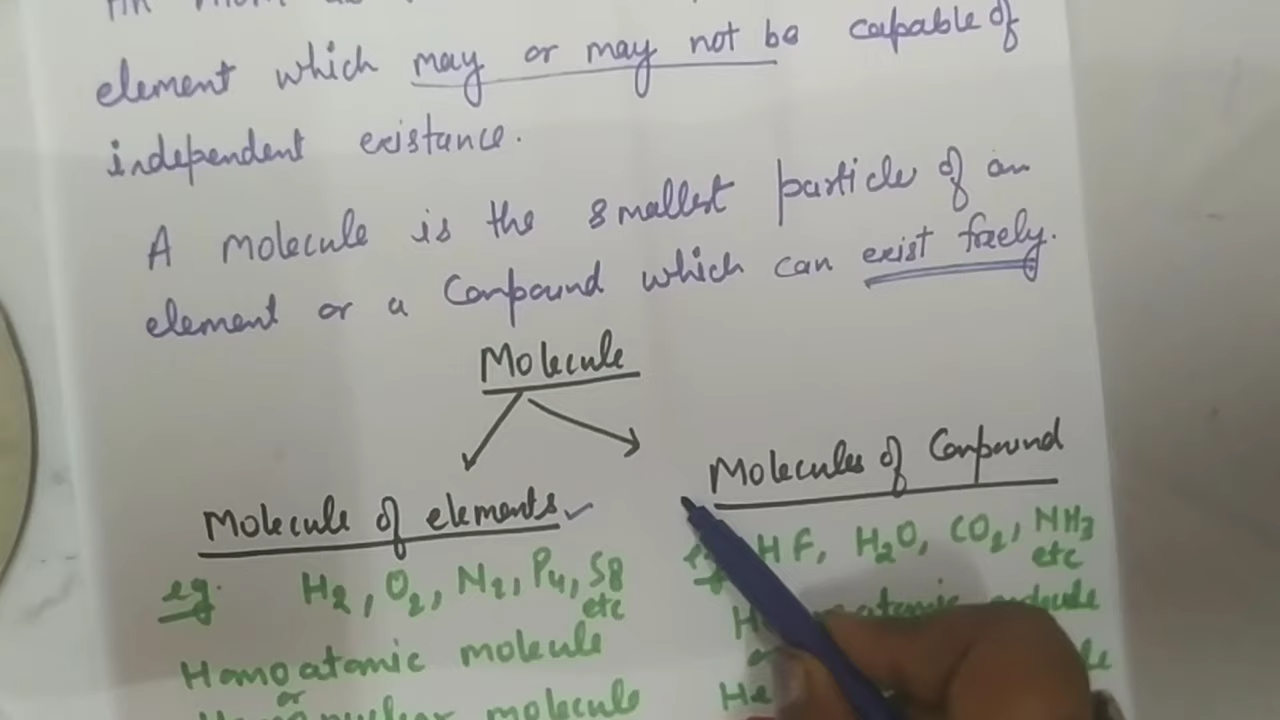 element which may or may not be capable of
independent existance.
A molecule is the smallest particle of an
element or a Compound which can exist freely.
Molecule
Molecule of elements
Molecules of Compound
eg. H2, O2, N2, P4, S8
etc
HF, H2O, CO2, NH3
etc
Homoatomic molecule
or
molecule